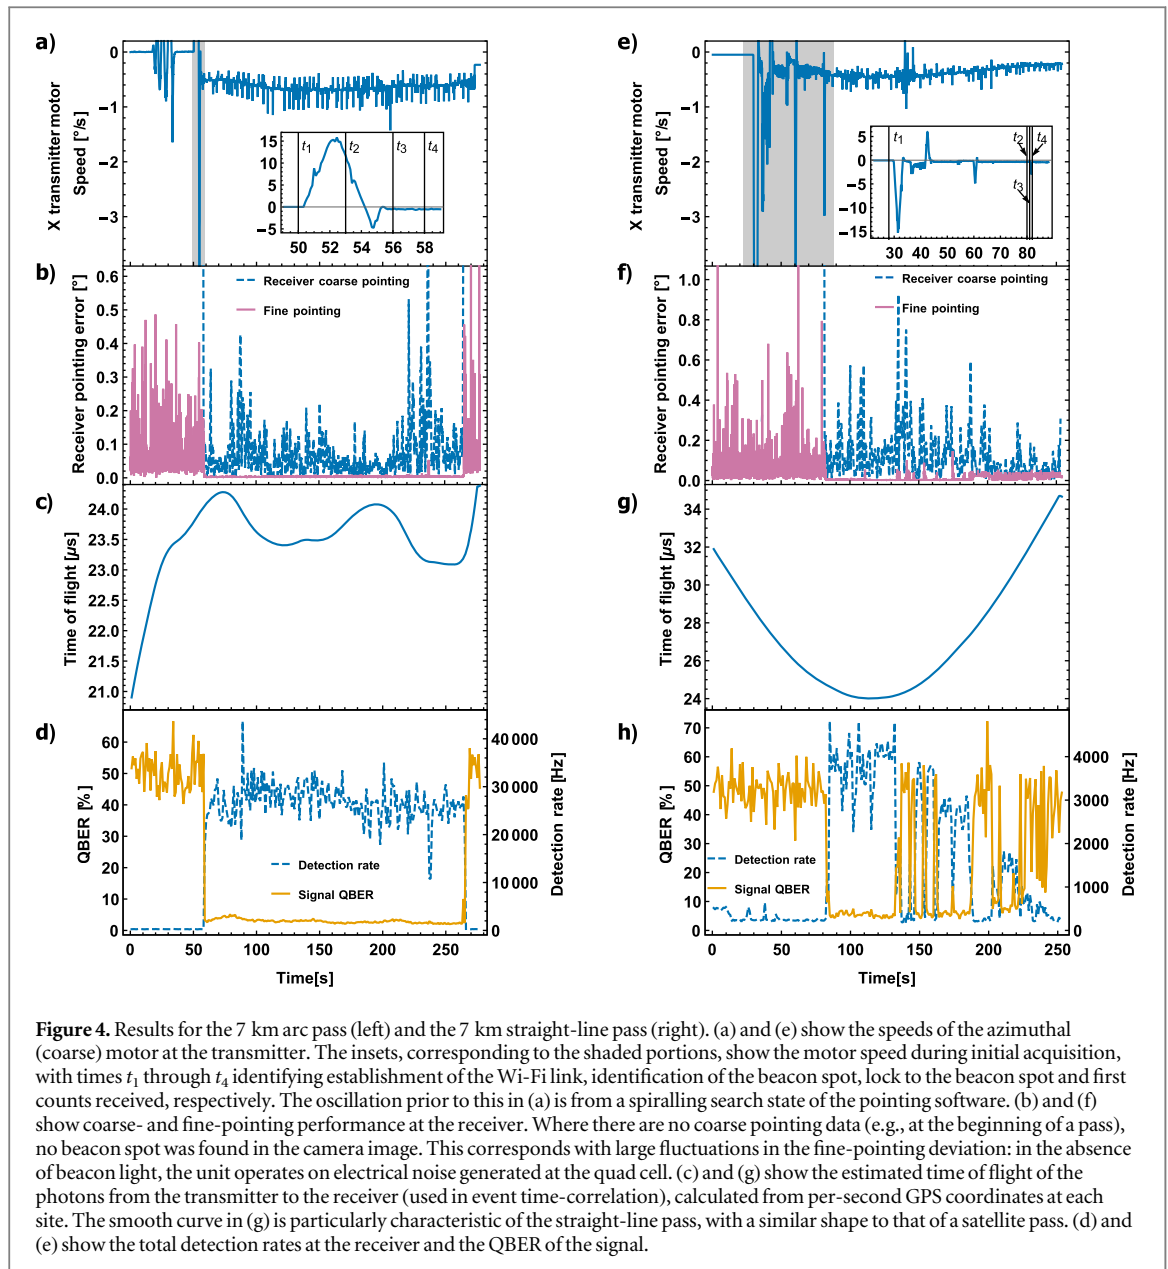 a)
X transmitter motor
Speed [°/s]
0
−1
−2
−3
15
10
5
0
−5
t1
t2
t3
t4
50 52 54 56 58
b)
Receiver pointing error [°]
0.6
0.5
0.4
0.3
0.2
0.1
0.0
Receiver coarse pointing
Fine pointing
c)
Time of flight [µs]
24.0
23.0
22.0
21.5
21.0
0 50 100 150 200 250
d)
QBER [%]
60
50
40
30
20
10
0
Detection rate
Signal QBER
40 000
30 000
20 000
10 000
0
Detection rate [Hz]
0 50 100 150 200 250
Time[s]
e)
X transmitter motor
Speed [°/s]
0
−1
−2
−3
5
0
−5
−10
−15
t1
t2
t4
t3
30 40 50 60 70 80
f)
Receiver pointing error [°]
1.0
0.8
0.6
0.4
0.2
0.0
Receiver coarse pointing
Fine pointing
g)
Time of flight [µs]
34
32
30
28
26
24
h)
QBER [%]
70
60
50
40
30
20
10
0
Detection rate
Signal QBER
4000
3000
2000
1000
0
Detection rate [Hz]
0 50 100 150 200 250
Time[s]
Figure 4. Results for the 7 km arc pass (left) and the 7 km straight-line pass (right). (a) and (e) show the speeds of the azimuthal
(coarse) motor at the transmitter. The insets, corresponding to the shaded portions, show the motor speed during initial acquisition,
with times t1 through t4 identifying establishment of the Wi-Fi link, identification of the beacon spot, lock to the beacon spot and first
counts received, respectively. The oscillation prior to this in (a) is from a spiralling search state of the pointing software. (b) and (f)
show coarse- and fine-pointing performance at the receiver. Where there are no coarse pointing data (e.g., at the beginning of a pass),
no beacon spot was found in the camera image. This corresponds with large fluctuations in the fine-pointing deviation: in the absence
of beacon light, the unit operates on electrical noise generated at the quad cell. (c) and (g) show the estimated time of flight of the
photons from the transmitter to the receiver (used in event time-correlation), calculated from per-second GPS coordinates at each
site. The smooth curve in (g) is particularly characteristic of the straight-line pass, with a similar shape to that of a satellite pass. (d) and
(e) show the total detection rates at the receiver and the QBER of the signal.